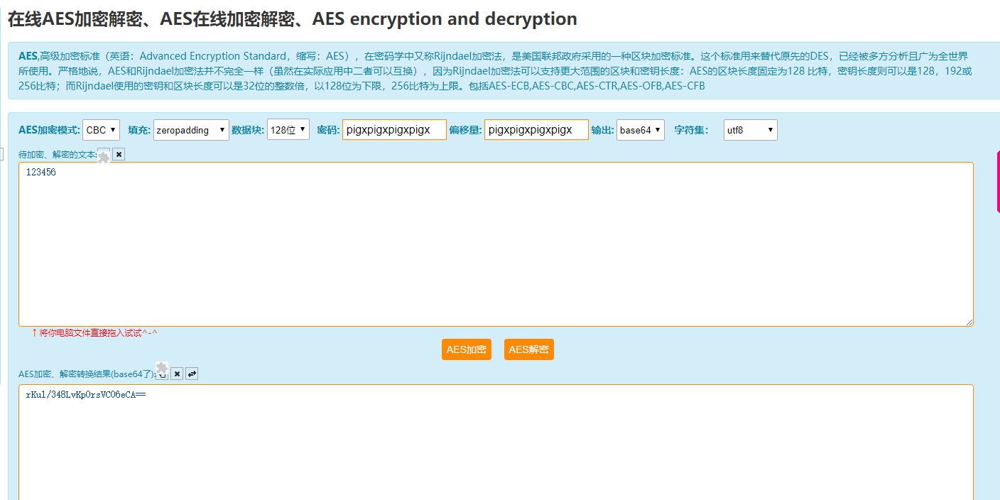 在线AES加密解密、AES在线加密解密、AES encryption and decryption
AES,高级加密标准（英语：Advanced Encryption Standard，缩写：AES），在密码学中又称Rijndael加密法，是美国联邦政府采用的一种区块加密标准。这个标准用来替代原先的DES，已经被多方分析且广为全世界
所使用。严格地说，AES和Rijndael加密法并不完全一样（虽然在实际应用中二者可以互换），因为Rijndael加密法可以支持更大范围的区块和密钥长度：AES的区块长度固定为128 比特，密钥长度则可以是128，192或
256比特；而Rijndael使用的密钥和区块长度可以是32位的整数倍，以128位为下限，256比特为上限。包括AES-ECB,AES-CBC,AES-CTR,AES-OFB,AES-CFB
AES加密模式: CBC 填充: zeropadding 数据块: 128位 密码: pigxpigxpigxpigx 偏移量: pigxpigxpigxpigx 输出: base64 字符集： utf8
待加密、解密的文本:
123456
↑将你电脑文件直接拖入试试^-^
AES加密 AES解密
AES加密、解密转换结果(base64了):
rKu1/348LvKpOrsVC06eCA==